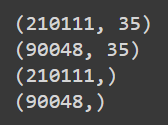 (210111, 35)
(90048, 35)
(210111,)
(90048,)